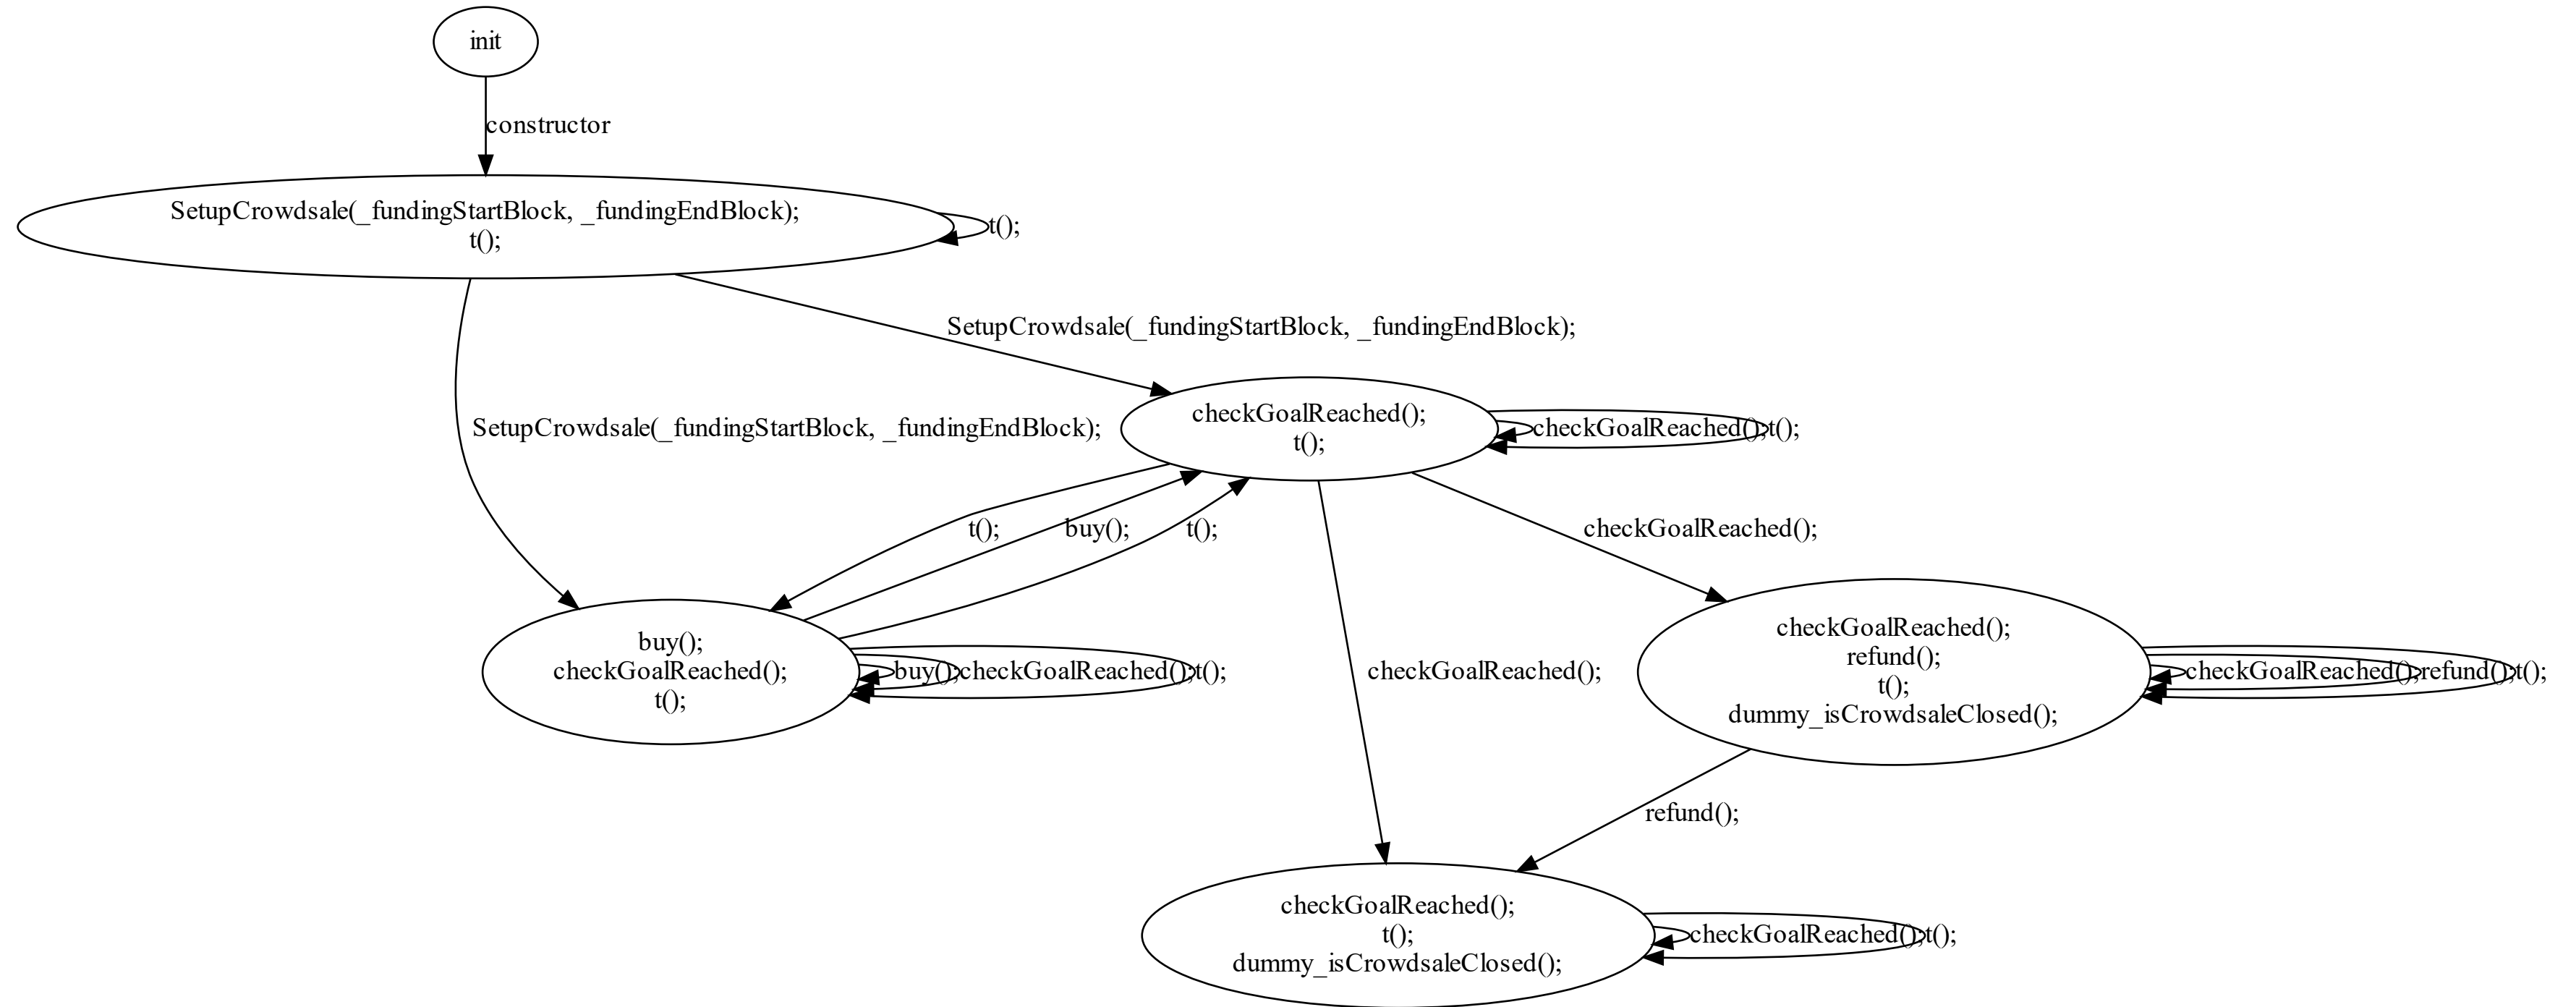 init
constructor
SetupCrowdsale(_fundingStartBlock, _fundingEndBlock);
t();
t();
SetupCrowdsale(_fundingStartBlock, _fundingEndBlock);
SetupCrowdsale(_fundingStartBlock, _fundingEndBlock);
checkGoalReached();
t();
checkGoalReached();
t();
t();
buy();
t();
checkGoalReached();
buy();
checkGoalReached();
t();
buy();
checkGoalReached();
t();
checkGoalReached();
checkGoalReached();
refund();
t();
dummy_isCrowdsaleClosed();
checkGoalReached();
refund();
t();
refund();
checkGoalReached();
t();
dummy_isCrowdsaleClosed();
checkGoalReached();
t();